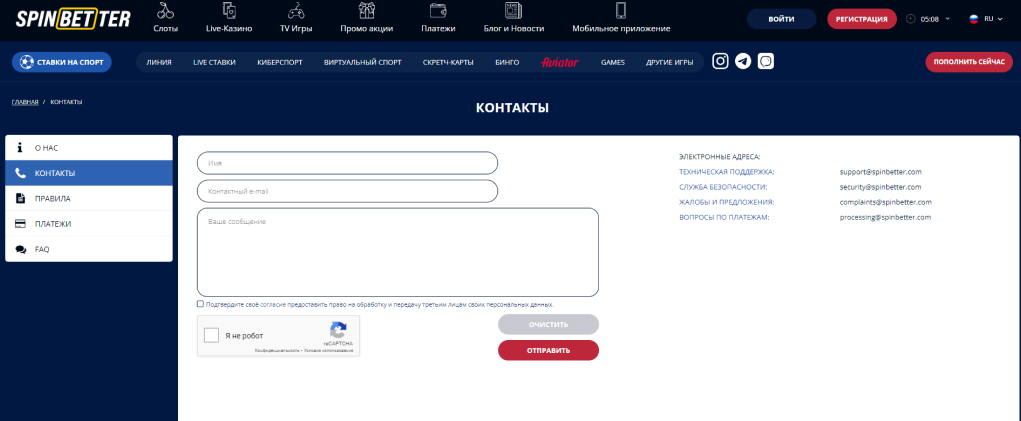 SPINBETTER
Слоты
Live-Казино
TV Игры
Промо акции
Платежи
Блог и Новости
Мобильное приложение
ВОЙТИ
РЕГИСТРАЦИЯ
05:08
RU
СТАВКИ НА СПОРТ
ЛИНИЯ
LIVE СТАВКИ
КИБЕРСПОРТ
ВИРТУАЛЬНЫЙ СПОРТ
СКРЕТЧ-КАРТЫ
БИНГО
Aviator
GAMES
ДРУГИЕ ИГРЫ
ПОПОЛНИТЬ СЕЙЧАС
ГЛАВНАЯ / КОНТАКТЫ
КОНТАКТЫ
О НАС
КОНТАКТЫ
ПРАВИЛА
ПЛАТЕЖИ
FAQ
Имя
Контактный e-mail
Ваше сообщение
Подтвердите своё согласие предоставить право на обработку и передачу третьим лицам своих персональных данных.
Я не робот
reCAPTCHA
Конфиденциальность - Условия использования
ОЧИСТИТЬ
ОТПРАВИТЬ
ЭЛЕКТРОННЫЕ АДРЕСА:
ТЕХНИЧЕСКАЯ ПОДДЕРЖКА: support@spinbetter.com
СЛУЖБА БЕЗОПАСНОСТИ: security@spinbetter.com
ЖАЛОБЫ И ПРЕДЛОЖЕНИЯ: complaints@spinbetter.com
ВОПРОСЫ ПО ПЛАТЕЖАМ: processing@spinbetter.com